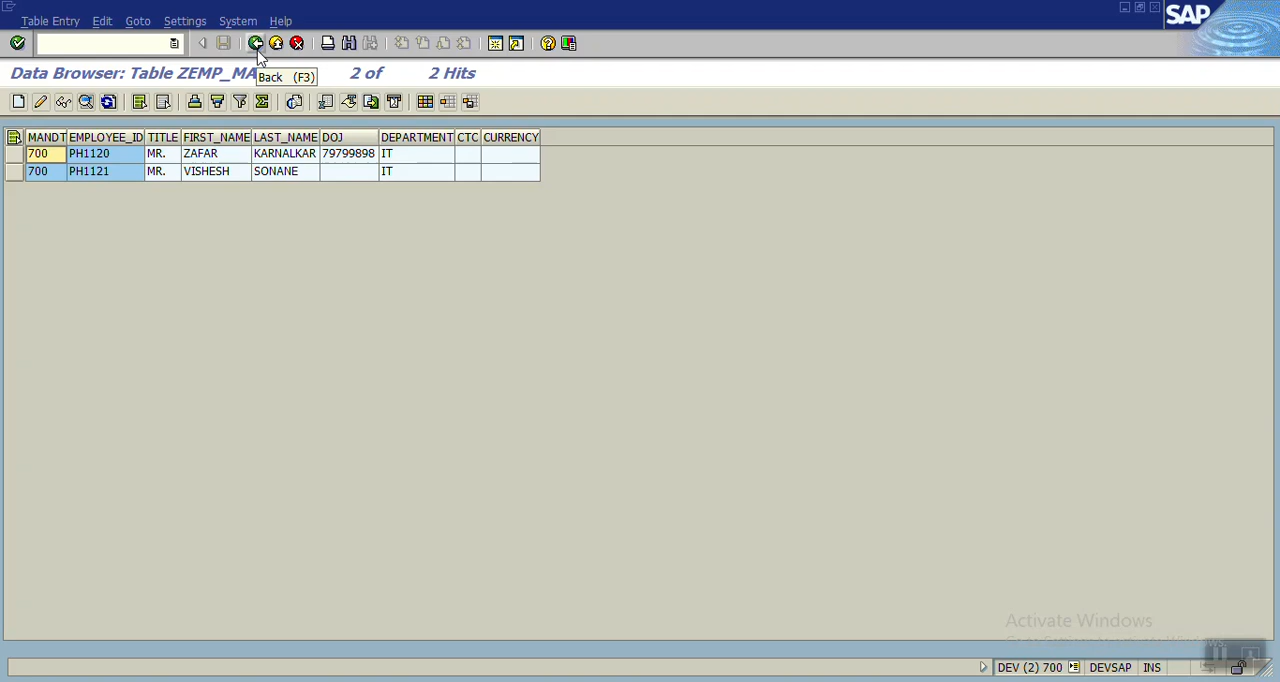 Table Entry Edit Goto Settings System Help
SAP
Data Browser: Table ZEMP_MA 2 of 2 Hits
Back (F3)
MANDT EMPLOYEE_ID TITLE FIRST_NAME LAST_NAME DOJ DEPARTMENT CTC CURRENCY
700 PH1120 MR. ZAFAR KARNALKAR 79799898 IT
700 PH1121 MR. VISHESH SONANE IT
Activate Windows
DEV (2) 700 DEVSAP INS